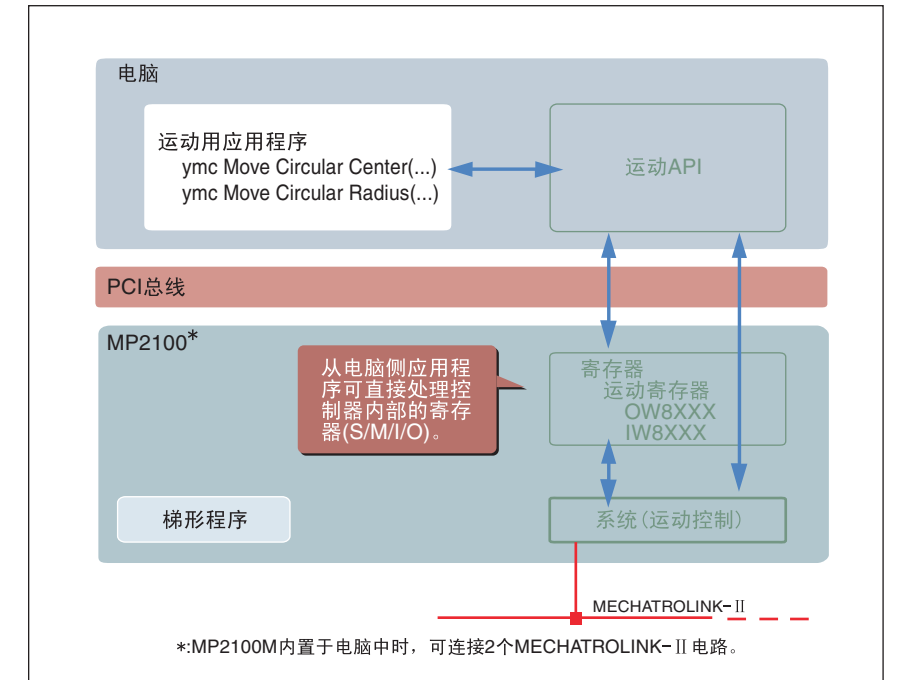 电脑
运动用应用程序
ymc Move Circular Center(...)
ymc Move Circular Radius(...)
运动API
PCI总线
MP2100*
从电脑侧应用程
序可直接处理控
制器内部的寄存
器(S/M/I/O)。
寄存器
运动寄存器
OW8XXX
IW8XXX
梯形程序
系统(运动控制)
MECHATROLINK-Ⅱ
*:MP2100M内置于电脑中时，可连接2个MECHATROLINK-Ⅱ电路。